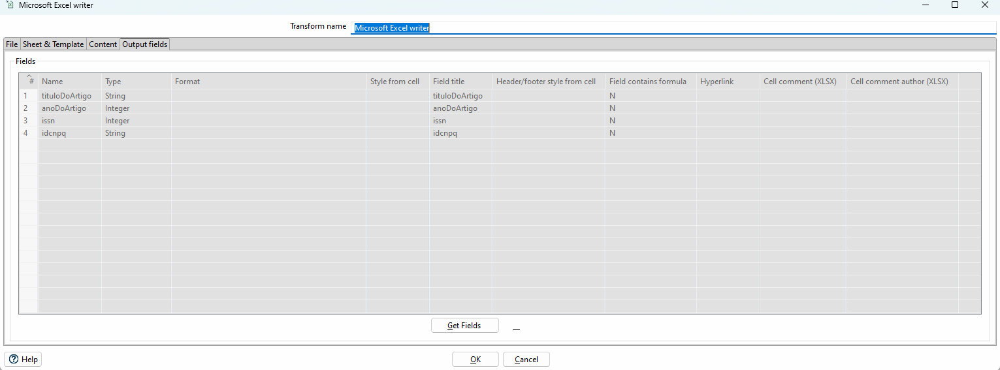 Microsoft Excel writer
Transform name Microsoft Excel writer
File Sheet & Template Content Output fields
Fields
# Name Type Format Style from cell Field title Header/footer style from cell Field contains formula Hyperlink Cell comment (XLSX) Cell comment author (XLSX)
1 tituloDoArtigo String tituloDoArtigo N
2 anoDoArtigo Integer anoDoArtigo N
3 issn Integer issn N
4 idcnpq String idcnpq N
Get Fields
Help OK Cancel